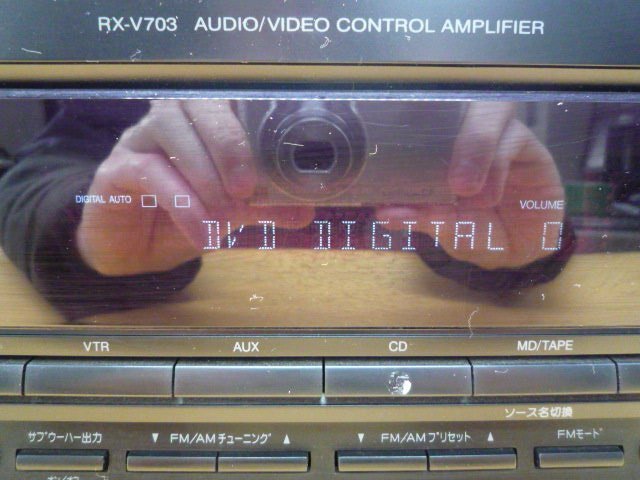 RX-V703 AUDIO/VIDEO CONTROL AMPLIFIER
DIGITAL AUTO VOLUME
DVD DIGITAL 0
VTR AUX CD MD/TAPE
ソース名切換
サブウーハー出力 ▼ FM/AMチューニング ▲ ▼ FM/AMプリセット ▲ FMモード